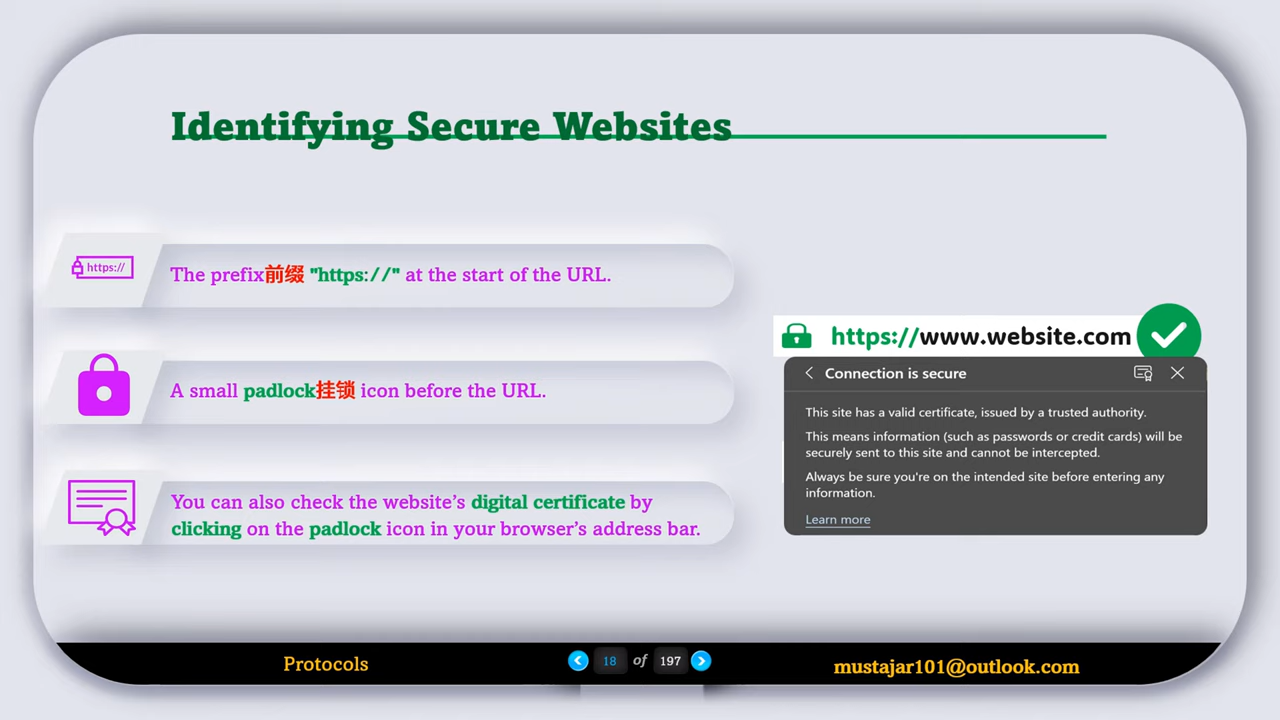 Identifying Secure Websites
https://
The prefix前缀 "https://" at the start of the URL.
A small padlock挂锁 icon before the URL.
You can also check the website’s digital certificate by
clicking on the padlock icon in your browser’s address bar.
https://www.website.com
Connection is secure
This site has a valid certificate, issued by a trusted authority.
This means information (such as passwords or credit cards) will be
securely sent to this site and cannot be intercepted.
Always be sure you're on the intended site before entering any
information.
Learn more
Protocols
18 of 197
mustajar101@outlook.com